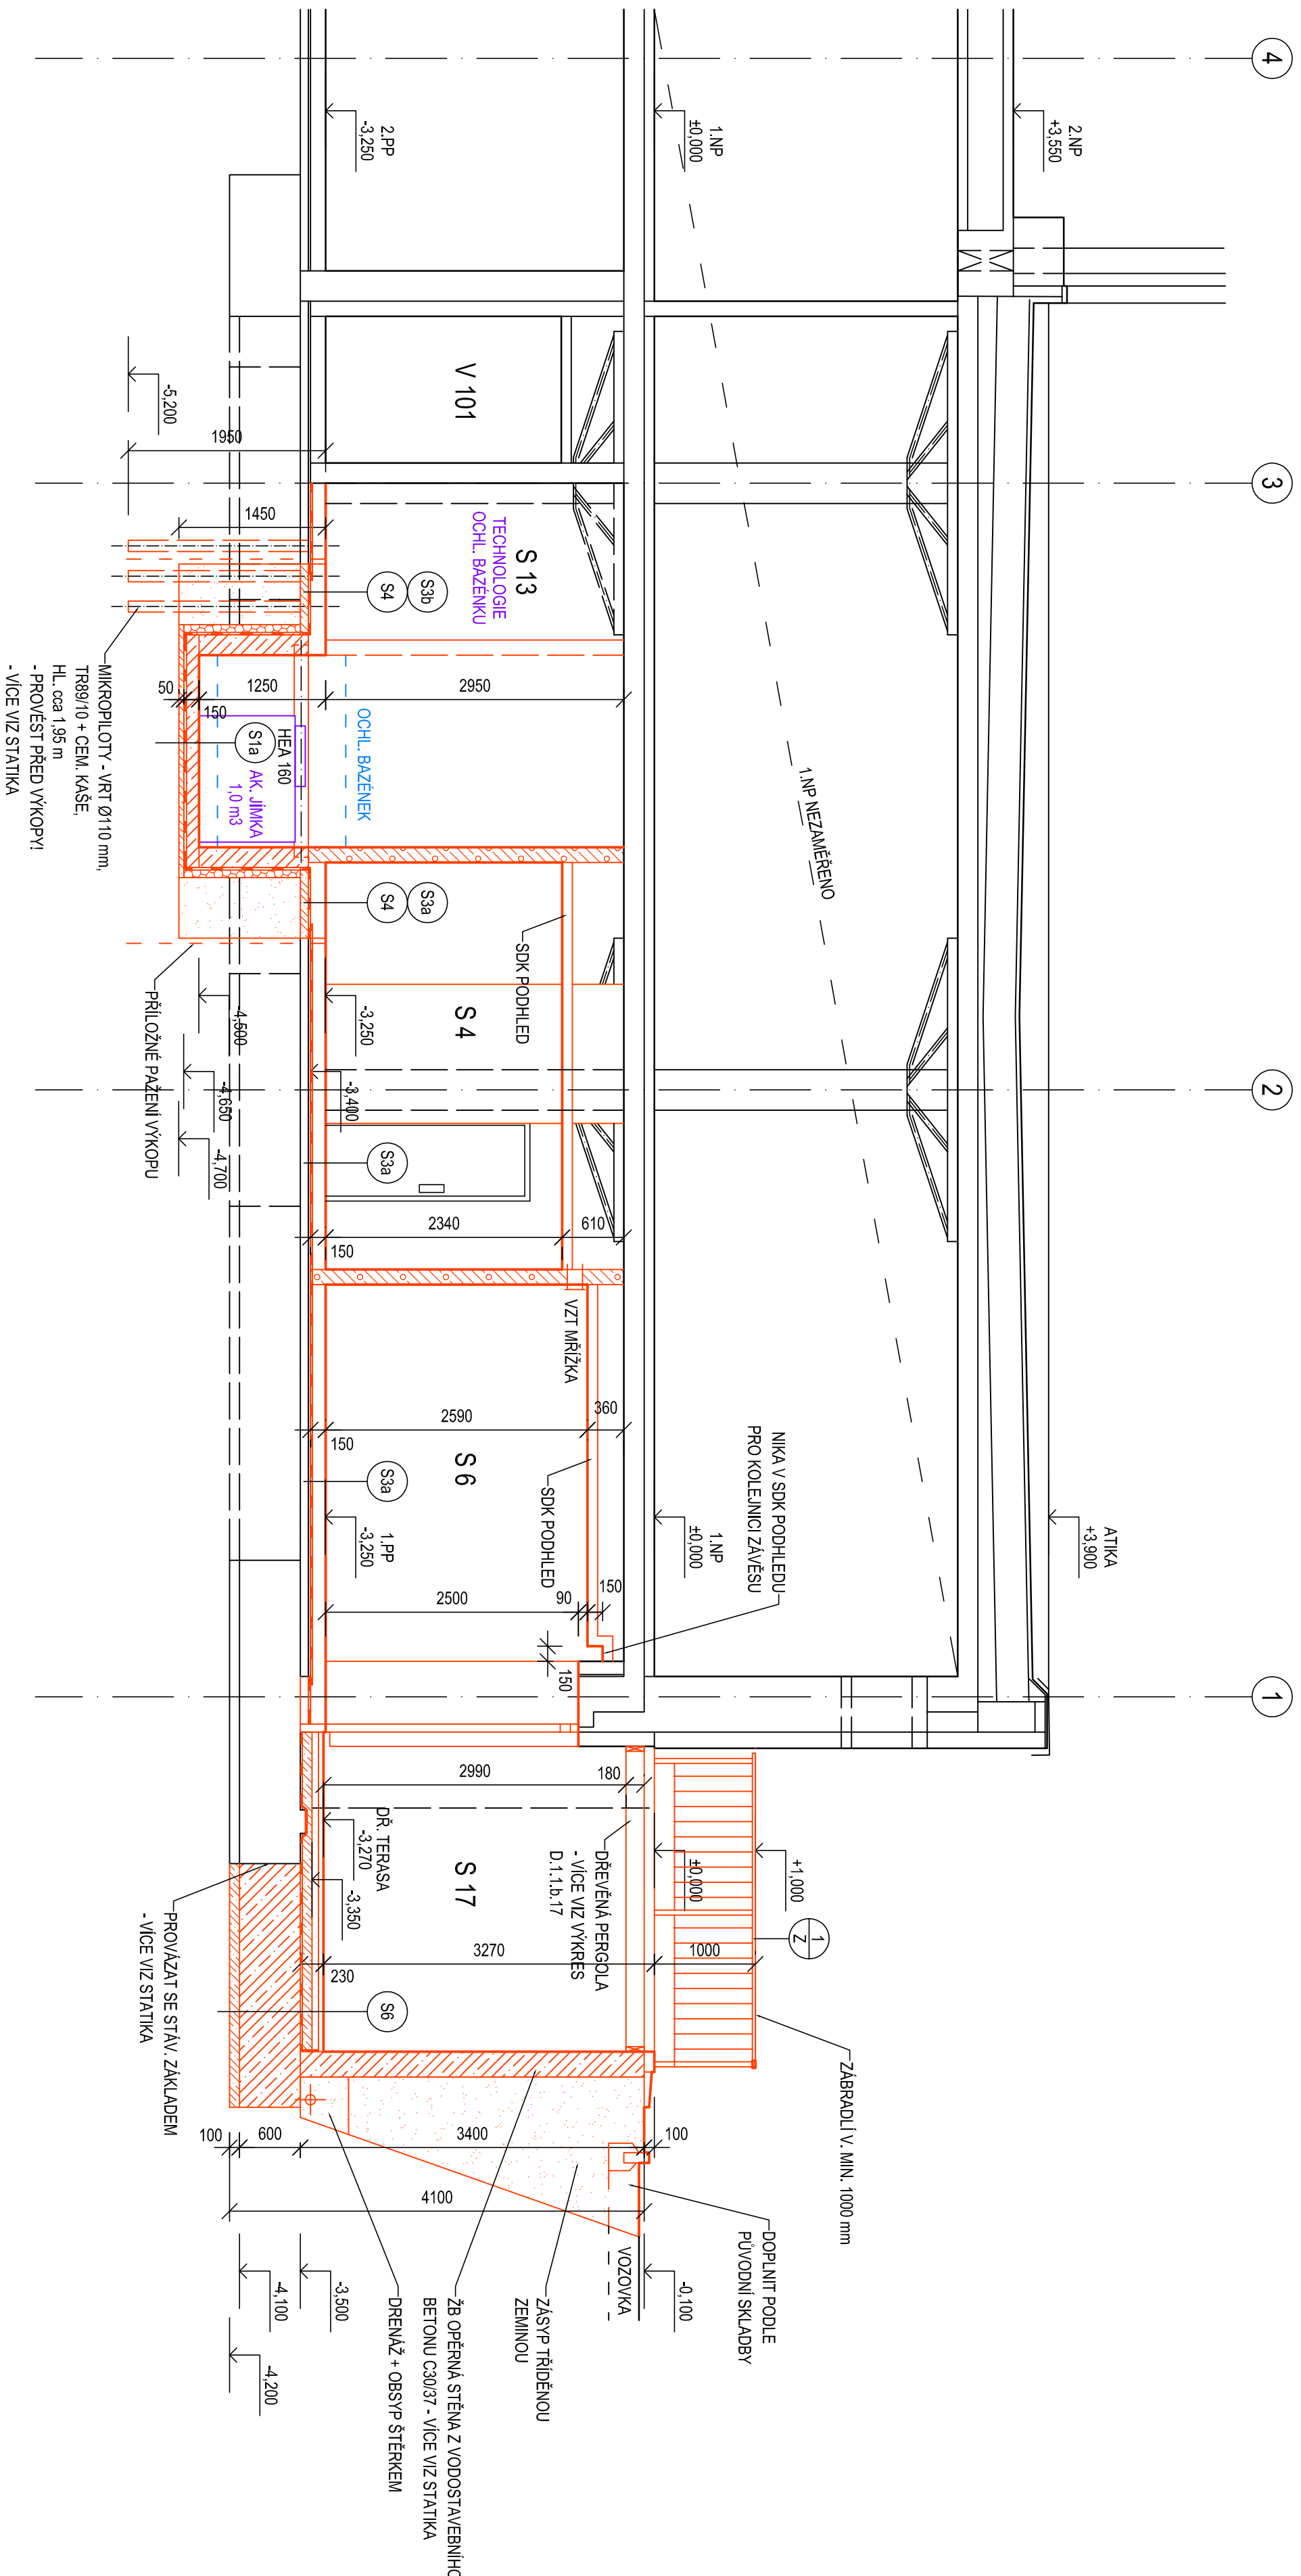 4
3
2
1
2.NP
+3,550
1.NP
±0,000
2.PP
-3,250
ATIKA
+3,900
1.NP NEZAMĚŘENO
NIKA V SDK PODHLEDU
PRO KOLEJNICI ZÁVĚSU
1.NP
±0,000
V 101
-5,200
1950
1450
S 13
TECHNOLOGIE
OCHL. BAZÉNKU
S3b
S4
MIKROPILOTY - VRT Ø110 mm,
TR89/10 + CEM. KAŠE,
HL. cca 1,95 m
- PROVÉST PŘED VÝKOPY!
- VÍCE VIZ STATIKA
50
150
1250
2950
OCHL. BAZÉNEK
HEA 160
S1a
AK. JÍMKA
1,0 m3
S3a
S4
SDK PODHLED
S 4
-3,250
-3,400
-4,500
-4,650
-4,700
PŘÍLOŽNÉ PAŽENÍ VÝKOPU
S3a
2340
610
150
VZT MŘÍŽKA
360
2590
150
S 6
S3a
SDK PODHLED
1.PP
-3,250
2500
90
150
150
+1,000
±0,000
1
Z
1000
ZÁBRADLÍ V. MIN. 1000 mm
2990
180
DŘ. TERASA
-3,270
-3,350
S 17
DŘEVĚNÁ PERGOLA
- VÍCE VIZ VÝKRES
D.1.1.b.17
3270
230
S6
PROVÁZAT SE STÁV. ZÁKLADEM
- VÍCE VIZ STATIKA
100
600
3400
100
4100
DOPLNIT PODLE
PŮVODNÍ SKLADBY
-0,100
VOZOVKA
ZÁSYP TŘÍDĚNOU
ZEMINOU
ŽB OPĚRNÁ STĚNA Z VODOSTAVEBNÍHO
BETONU C30/37 - VÍCE VIZ STATIKA
DRENÁŽ + OBSYP ŠTĚRKEM
-3,500
-4,100
-4,200